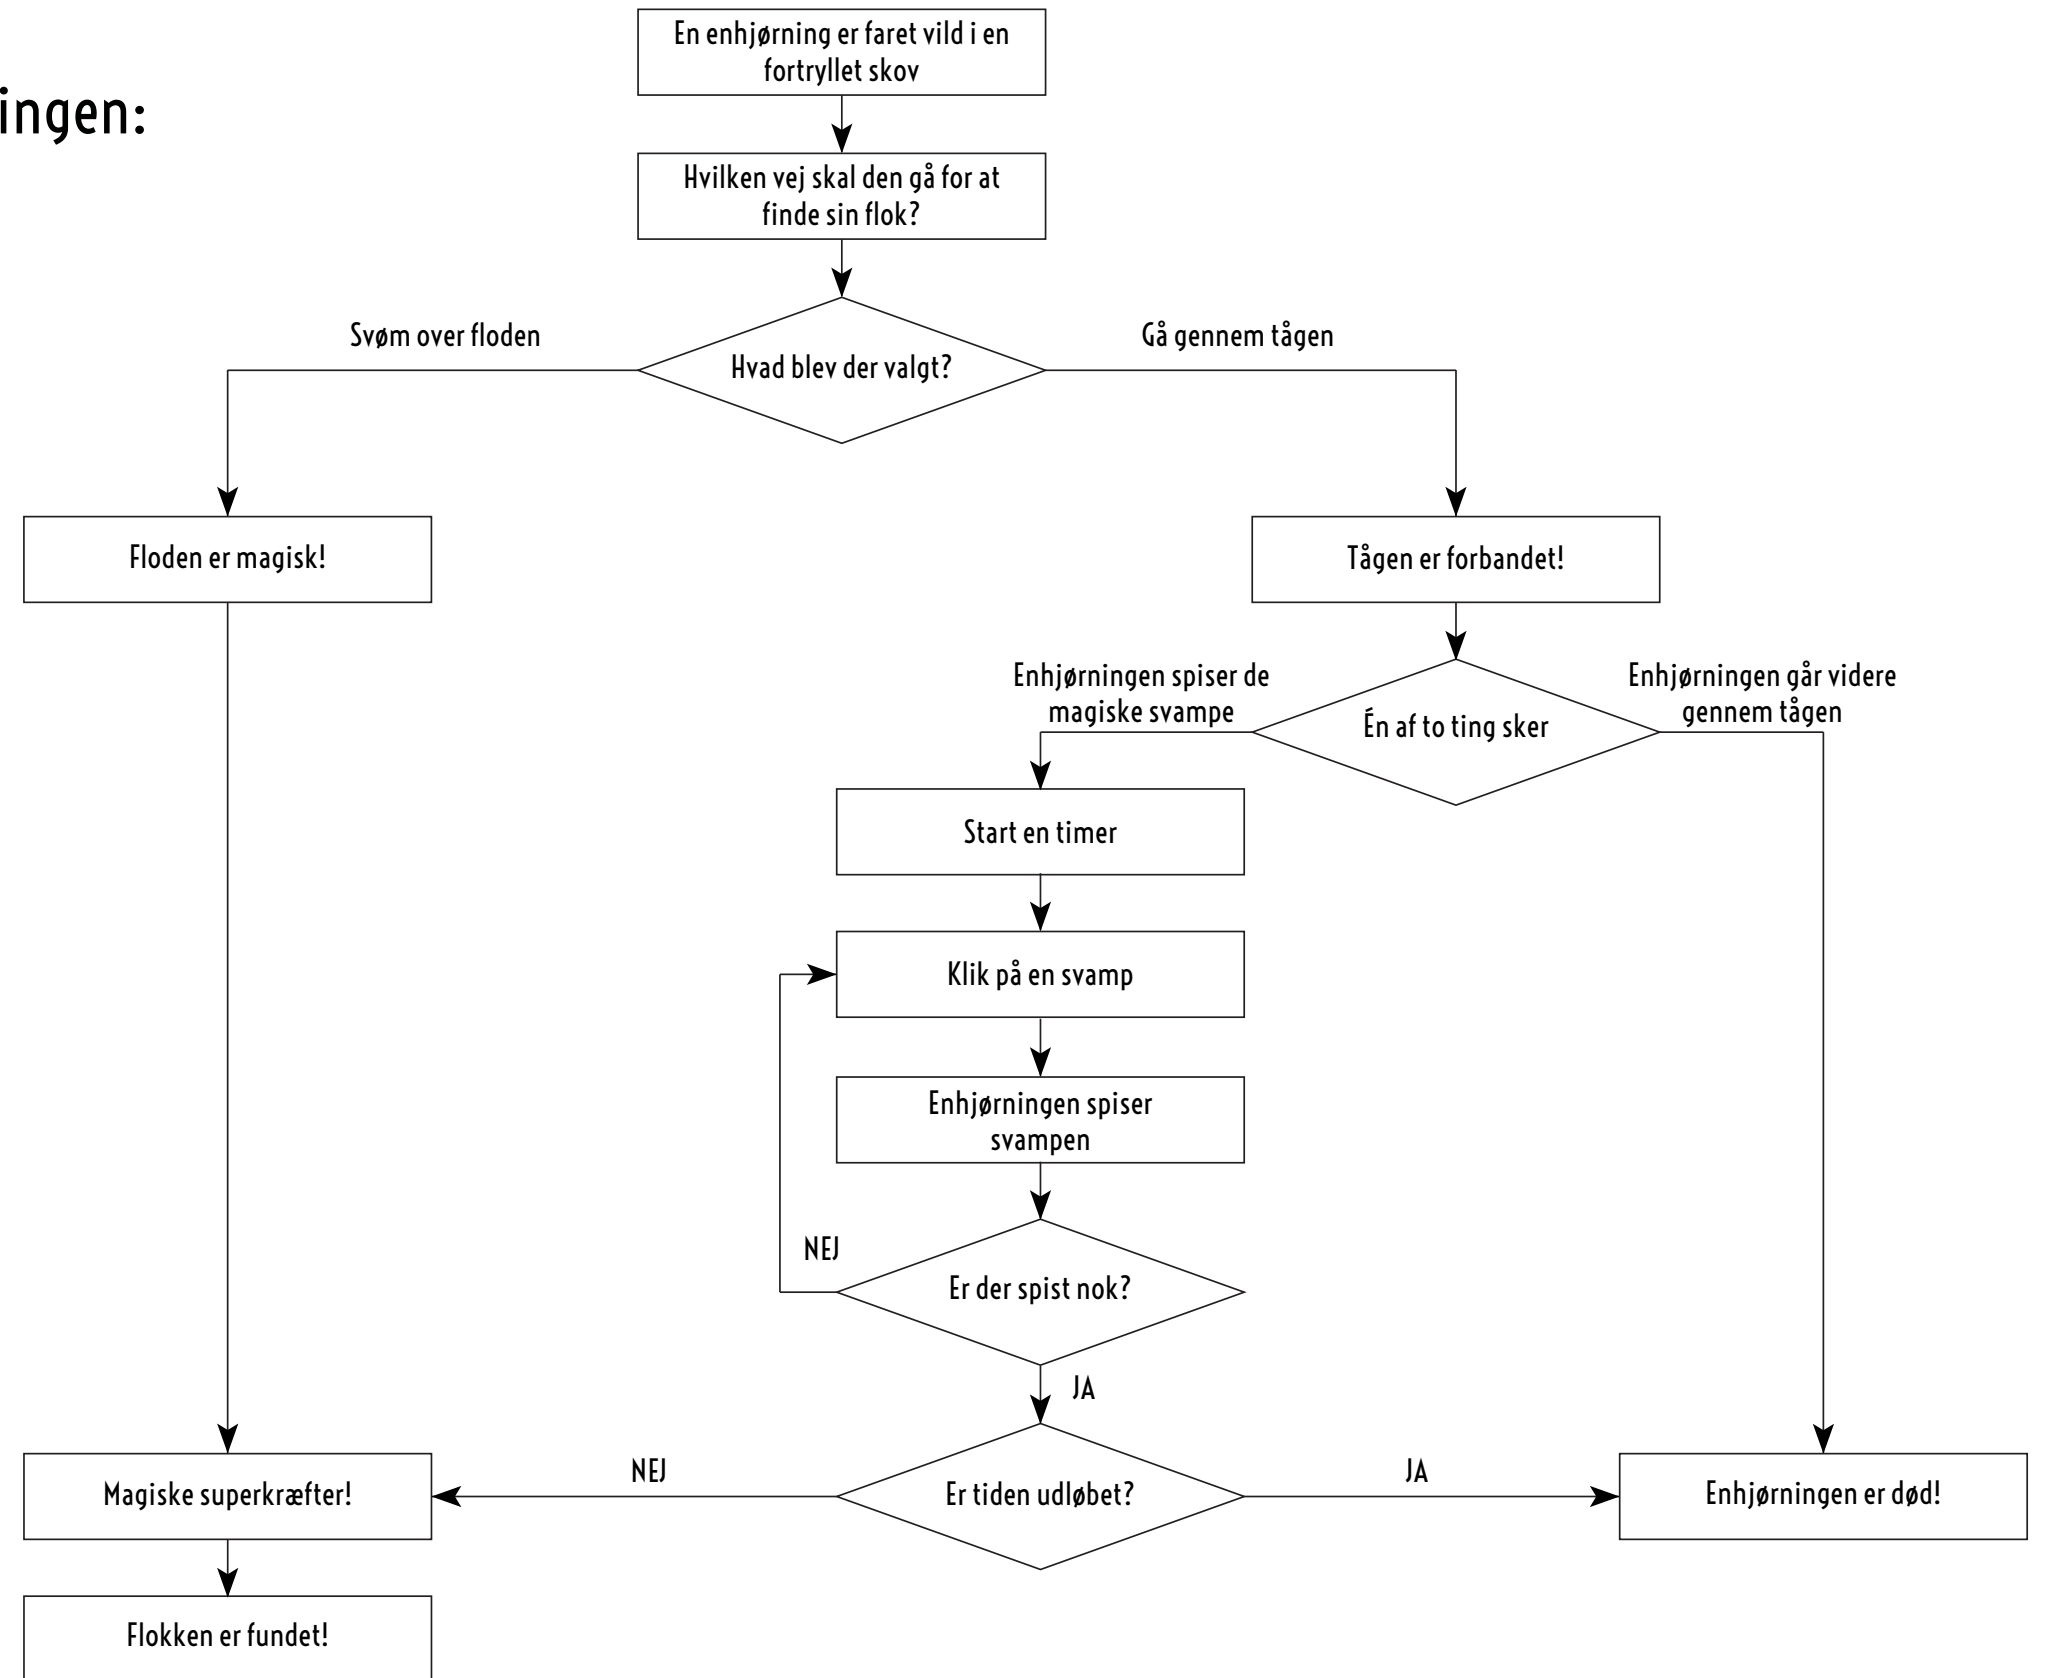 En enhjørning er faret vild i en
fortryllet skov
ingen:
Hvilken vej skal den gå for at
finde sin flok?
Svøm over floden
Gå gennem tågen
Hvad blev der valgt?
Floden er magisk!
Tågen er forbandet!
Enhjørningen spiser de
magiske svampe
Enhjørningen går videre
gennem tågen
Én af to ting sker
Start en timer
Klik på en svamp
Enhjørningen spiser
svampen
NEJ
Er der spist nok?
JA
NEJ
JA
Magiske superkræfter!
Er tiden udløbet?
Enhjørningen er død!
Flokken er fundet!